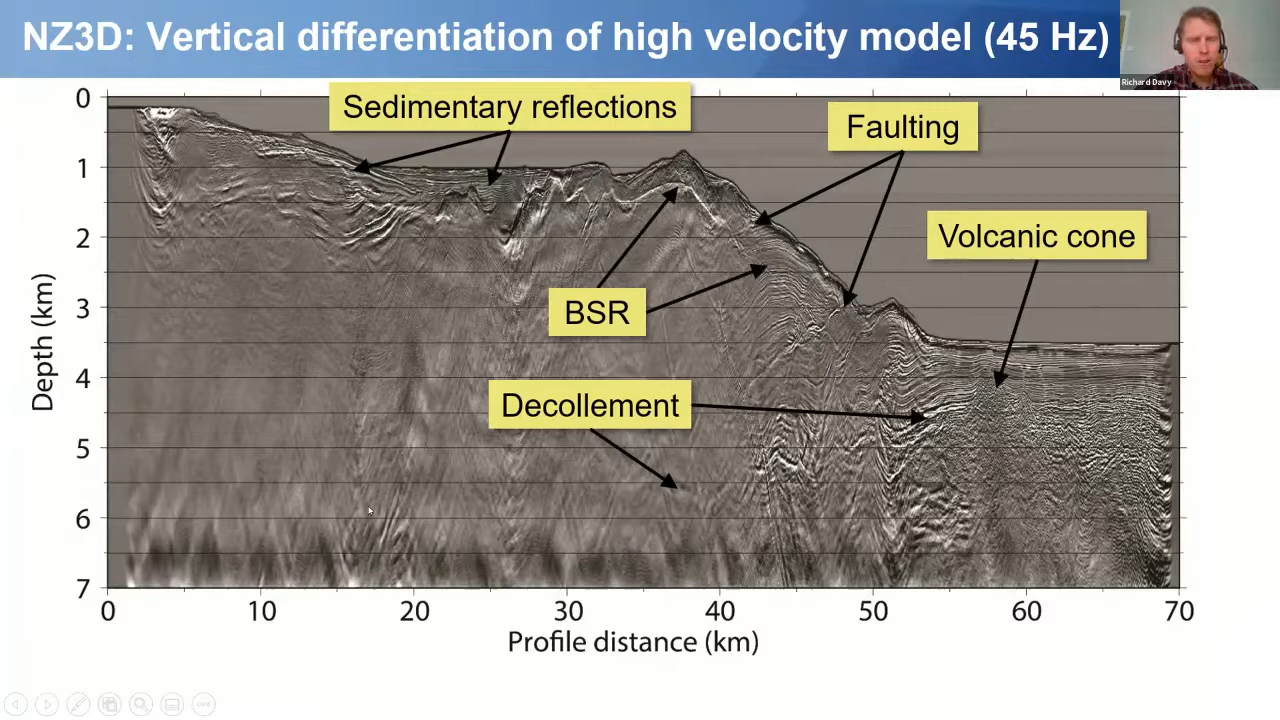 NZ3D: Vertical differentiation of high velocity model (45 Hz)
Richard Davy
Sedimentary reflections
Faulting
Volcanic cone
BSR
Decollement
Depth (km)
0
1
2
3
4
5
6
7
0 10 20 30 40 50 60 70
Profile distance (km)